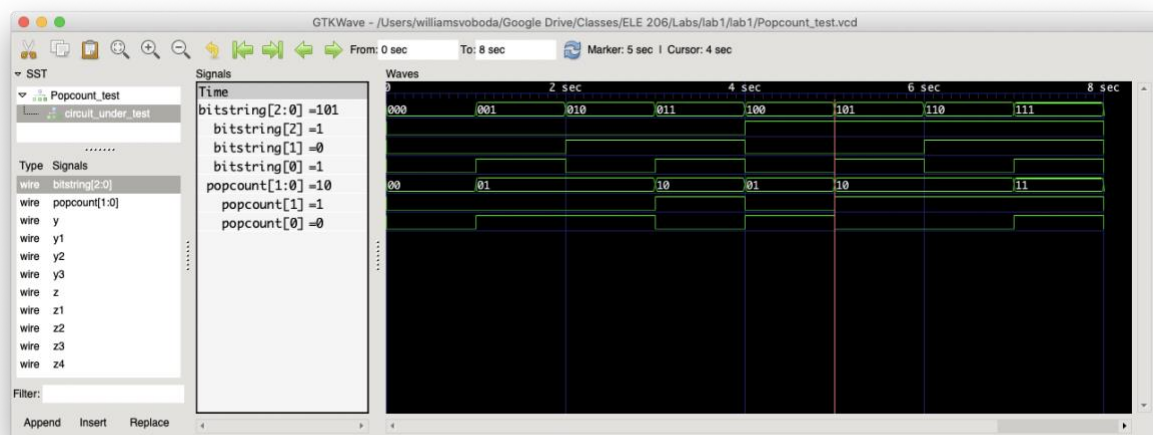 GTKWave - /Users/williamsvoboda/Google Drive/Classes/ELE 206/Labs/lab1/lab1/Popcount_test.vcd
From: 0 sec To: 8 sec Marker: 5 sec | Cursor: 4 sec
SST
Popcount_test
circuit_under_test
Type Signals
wire bitstring[2:0]
wire popcount[1:0]
wire y
wire y1
wire y2
wire y3
wire z
wire z1
wire z2
wire z3
wire z4
Filter:
Append Insert Replace
Signals
Time
bitstring[2:0] =101
bitstring[2] =1
bitstring[1] =0
bitstring[0] =1
popcount[1:0] =10
popcount[1] =1
popcount[0] =0
Waves
0 2 sec 4 sec 6 sec 8 sec
000 001 010 011 100 101 110 111
00 01 10 01 10 11